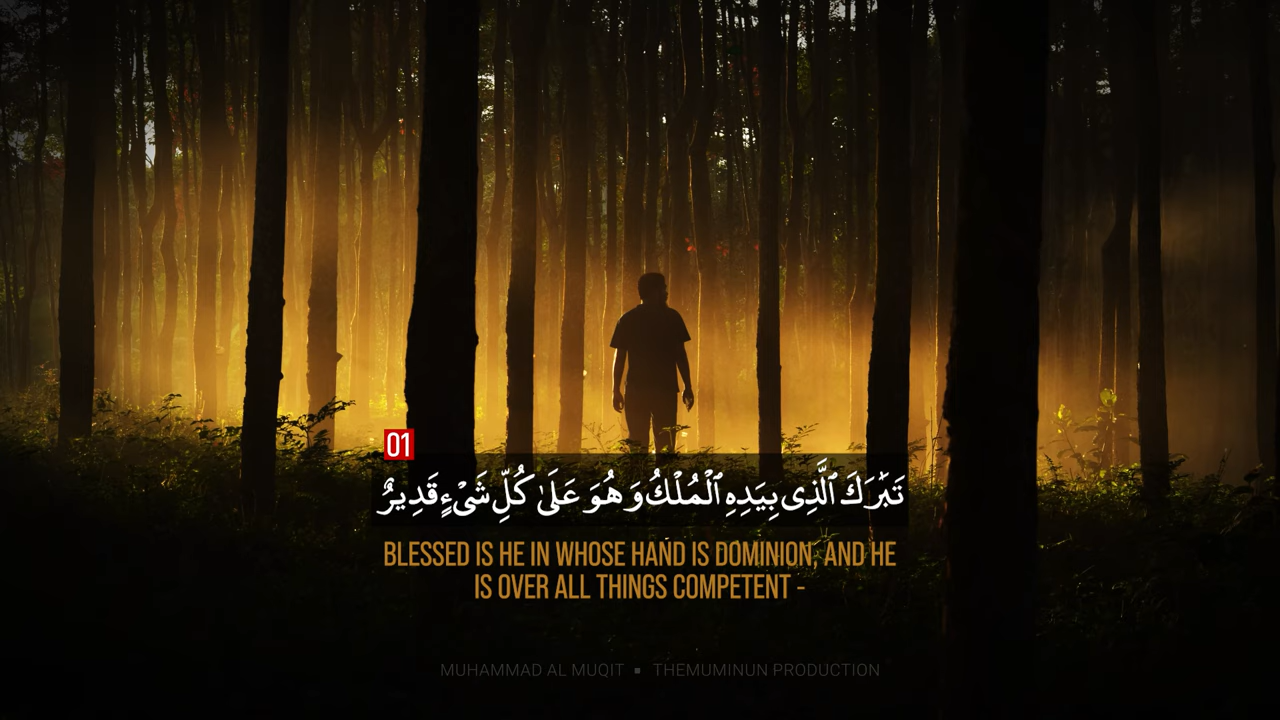 01
تَبَٰرَكَ ٱلَّذِى بِيَدِهِ ٱلْمُلْكُ وَ هُوَ عَلَىٰ كُلِّ شَىْءٍ قَدِيرٌ
BLESSED IS HE IN WHOSE HAND IS DOMINION, AND HE
IS OVER ALL THINGS COMPETENT -
MUHAMMAD AL MUQIT ▪ THEMUMINUN PRODUCTION